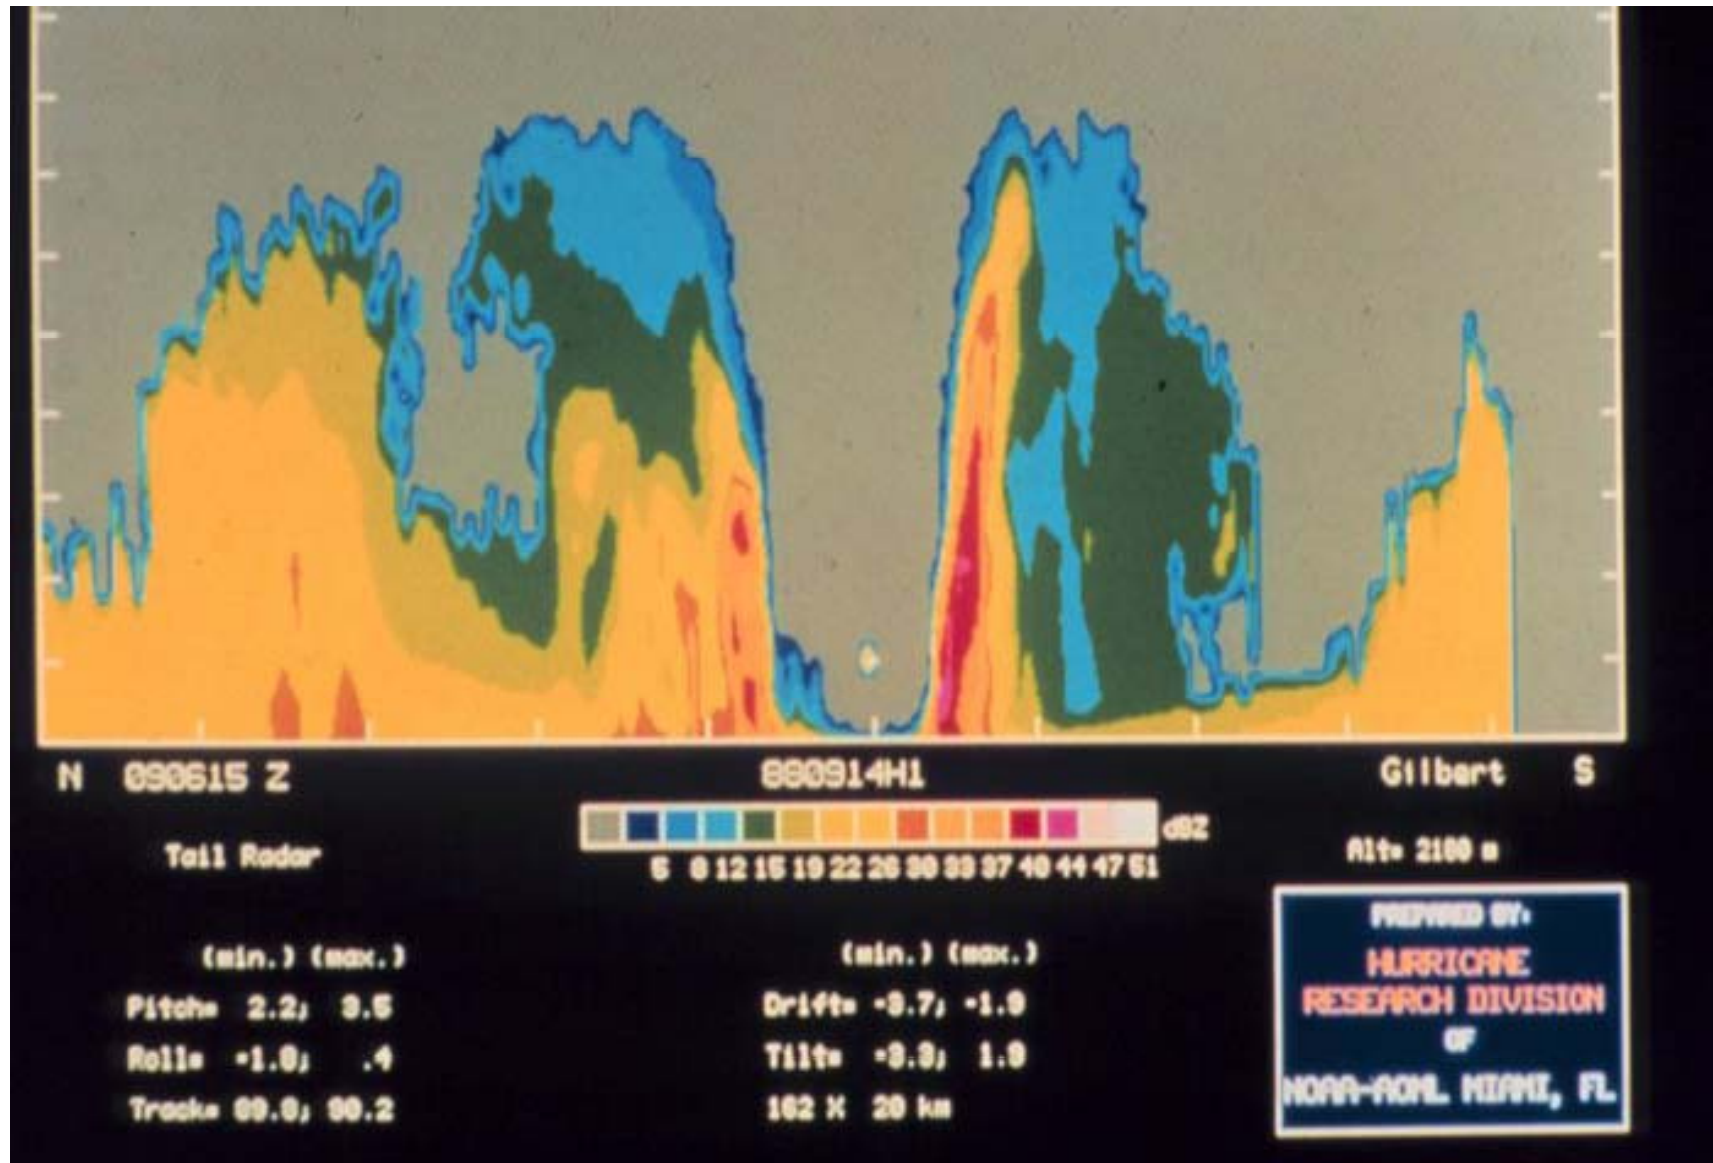 N 090615 Z 880914H1 Gilbert S
dBZ
5 8 12 15 19 22 26 30 33 37 40 44 47 51
Tail Radar
Alt= 2100 m
(min.) (max.)
Pitch= 2.2; 3.5
Roll= -1.0; .4
Track= 89.8; 90.2
(min.) (max.)
Drift= -3.7; -1.9
Tilt= -3.3; 1.9
162 X 20 km
PREPARED BY:
HURRICANE
RESEARCH DIVISION
OF
NOAA-AOML MIAMI, FL